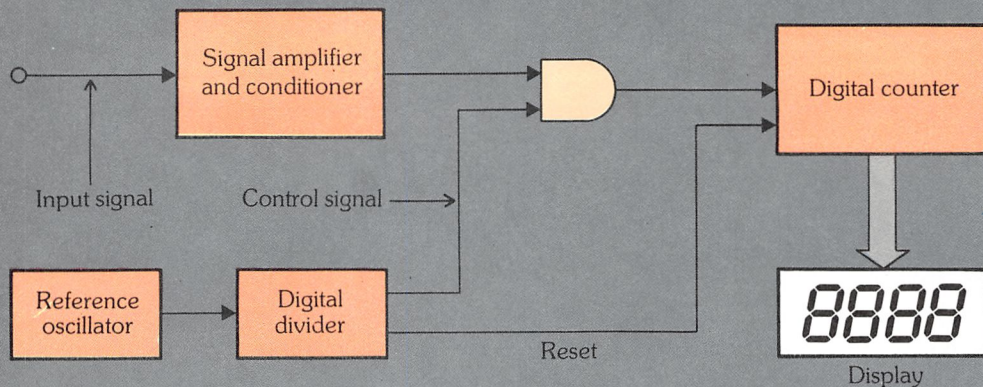 Signal amplifier
and conditioner
Digital counter
Input signal
Control signal
Reference
oscillator
Digital
divider
Reset
8888
Display